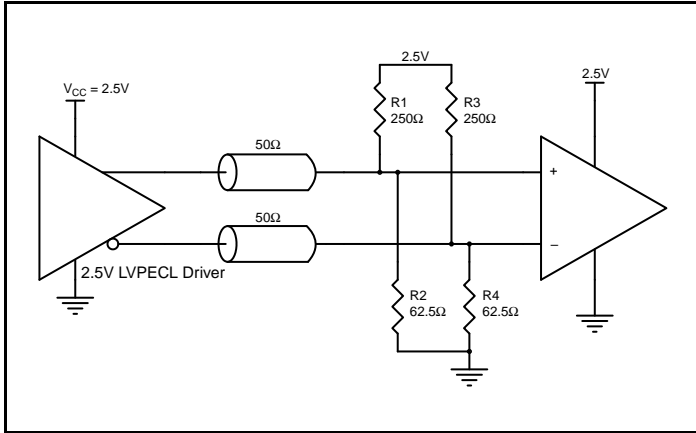 V_CC = 2.5V
2.5V
2.5V
R1
250Ω
R3
250Ω
50Ω
+
50Ω
–
2.5V LVPECL Driver
R2
62.5Ω
R4
62.5Ω